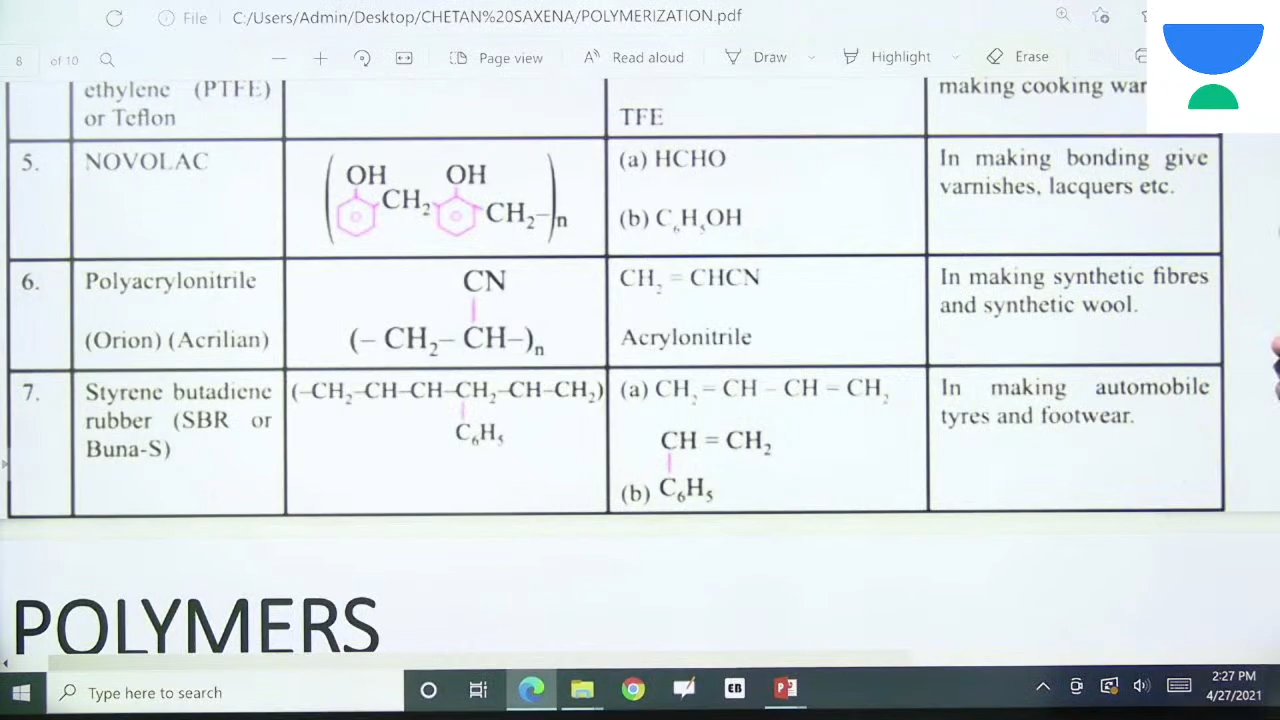 File C:/Users/Admin/Desktop/CHETAN%20SAXENA/POLYMERIZATION.pdf
8 of 10 Page view Read aloud Draw Highlight Erase
ethylene (PTFE)
or Teflon
TFE
making cooking war
5. NOVOLAC
OH OH
CH₂ CH₂– n
(a) HCHO
(b) C₆H₅OH
In making bonding give
varnishes, lacquers etc.
6. Polyacrylonitrile
(Orion) (Acrilian)
CN
(– CH₂– CH–)n
CH₂ = CHCN
Acrylonitrile
In making synthetic fibres
and synthetic wool.
7. Styrene butadiene
rubber (SBR or
Buna-S)
(–CH₂–CH–CH–CH₂–CH–CH₂)
C₆H₅
(a) CH₂ = CH – CH = CH₂
CH = CH₂
(b) C₆H₅
In making automobile
tyres and footwear.
POLYMERS
Type here to search
2:27 PM
4/27/2021